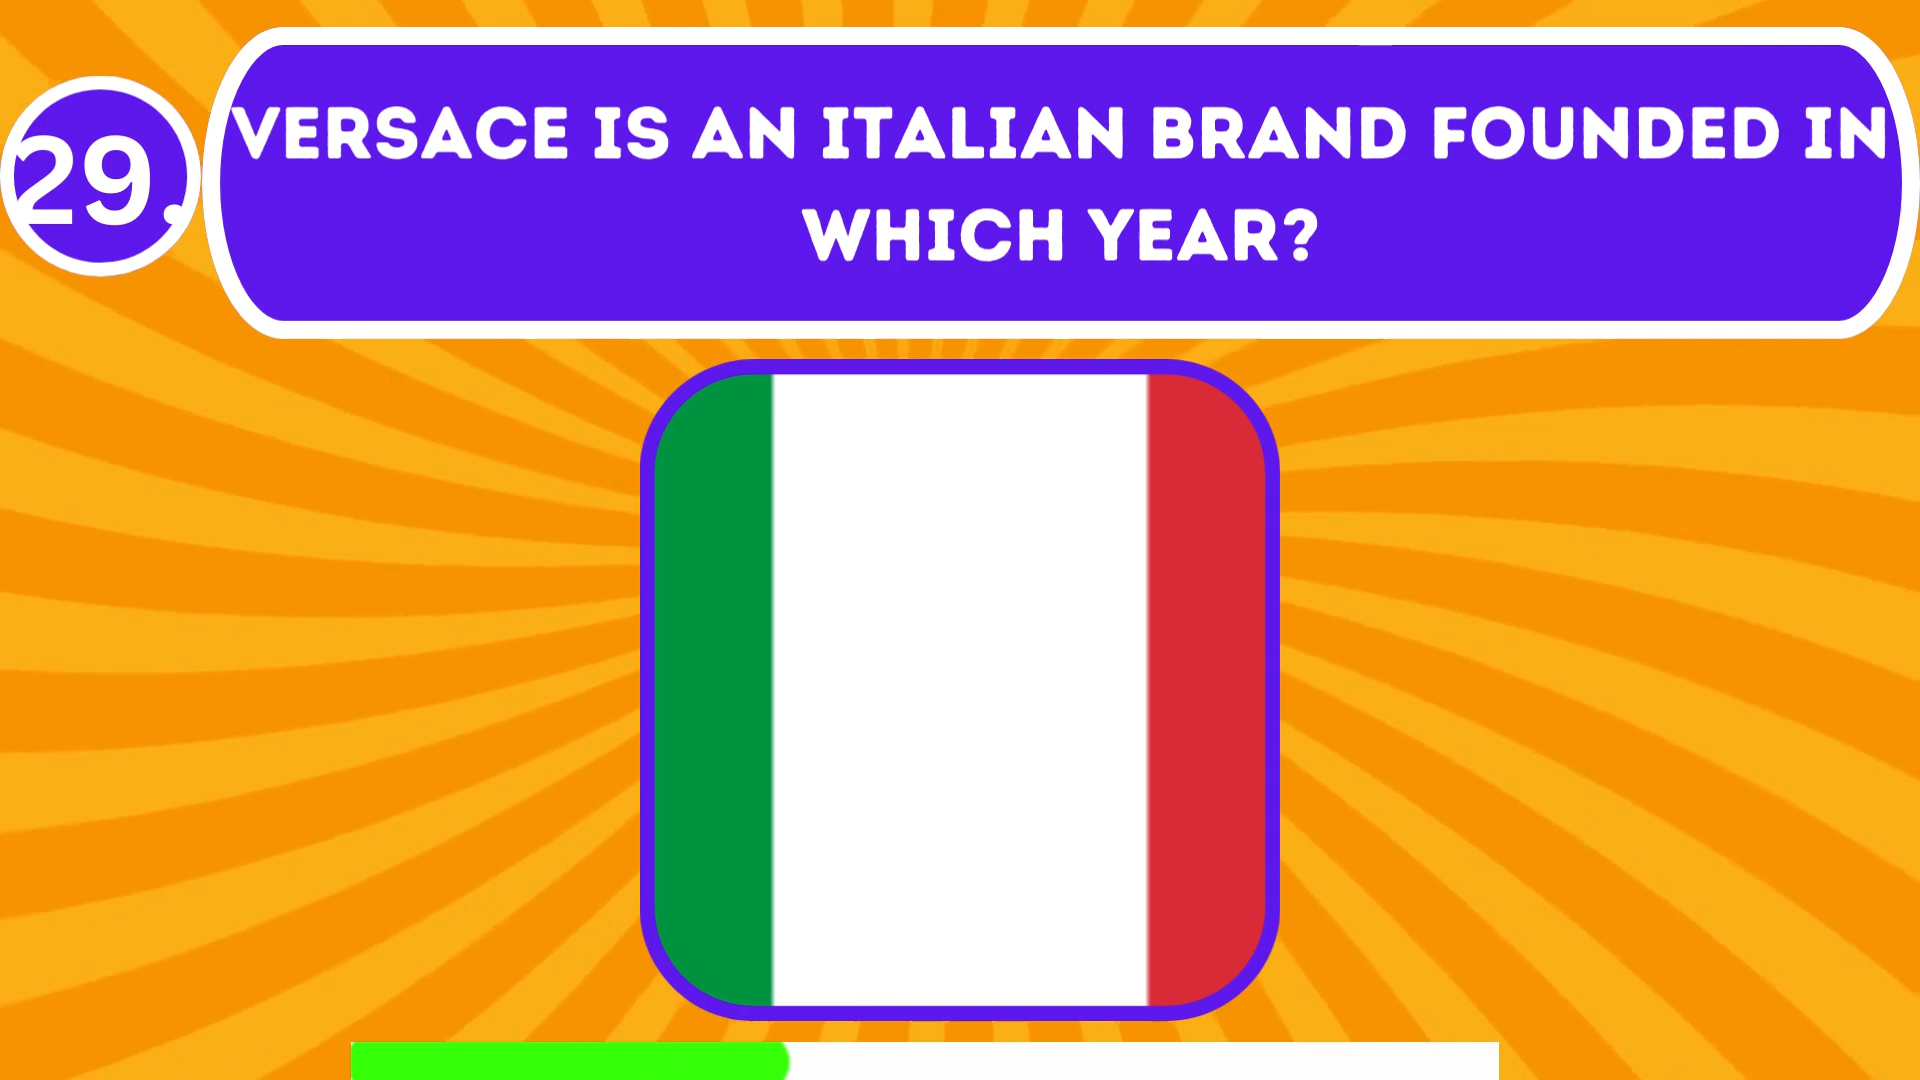 29.
VERSACE IS AN ITALIAN BRAND FOUNDED IN
WHICH YEAR?